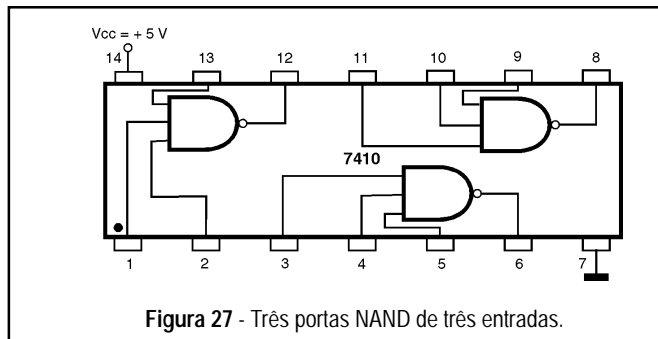 Vcc = + 5 V
14 13 12 11 10 9 8
7410
1 2 3 4 5 6 7
Figura 27 - Três portas NAND de três entradas.